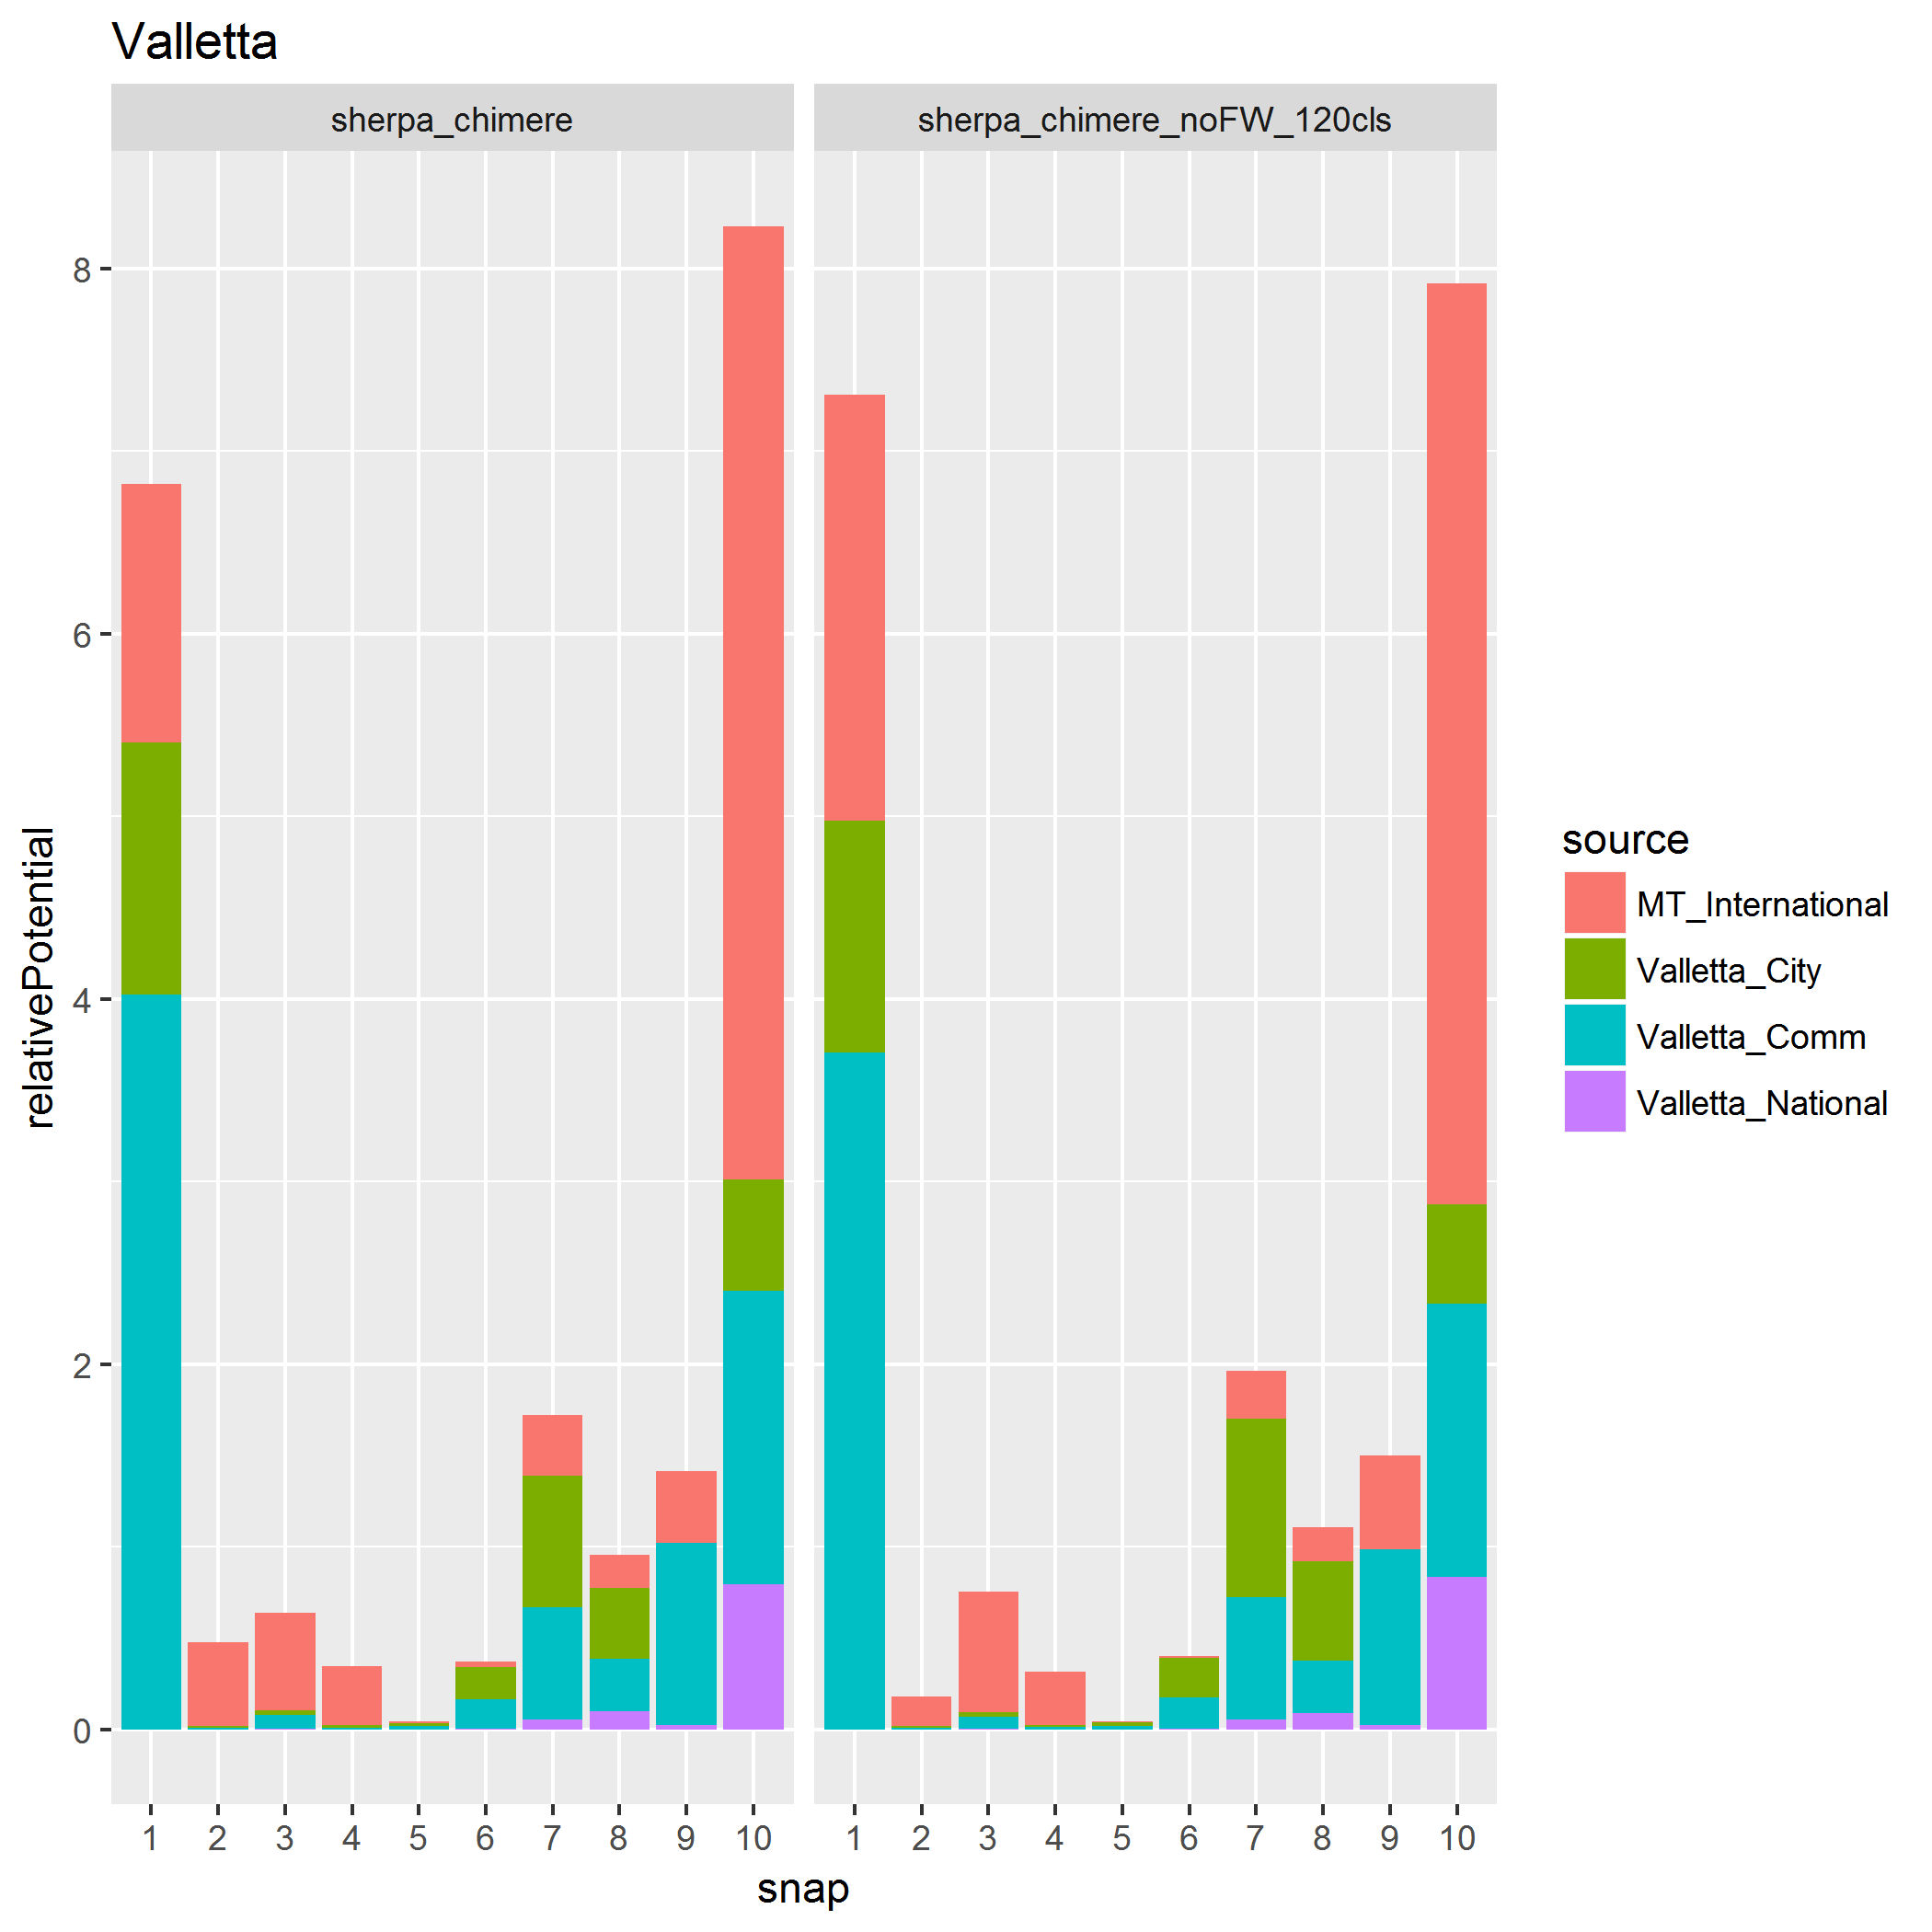 Valletta
sherpa_chimere
sherpa_chimere_noFW_120cls
8
6
4
2
0
relativePotential
1 2 3 4 5 6 7 8 9 10
1 2 3 4 5 6 7 8 9 10
snap
source
MT_International
Valletta_City
Valletta_Comm
Valletta_National